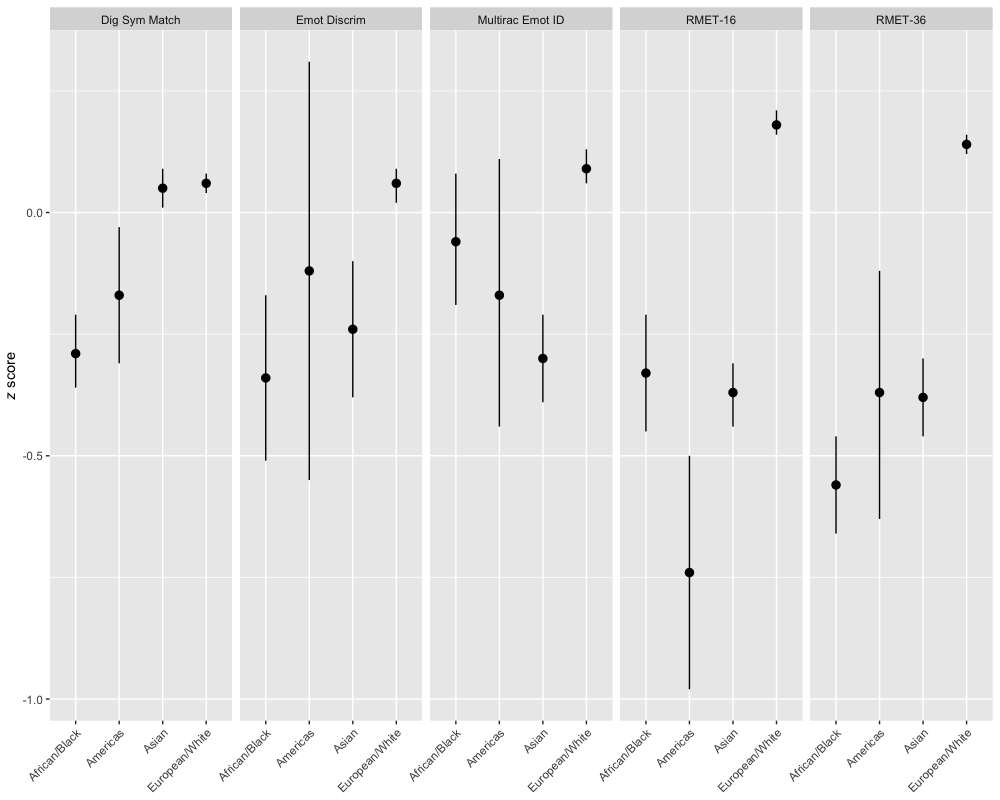 Dig Sym Match
Emot Discrim
Multirac Emot ID
RMET-16
RMET-36
z score
0.0
-0.5
-1.0
African/Black
Americas
Asian
European/White
African/Black
Americas
Asian
European/White
African/Black
Americas
Asian
European/White
African/Black
Americas
Asian
European/White
African/Black
Americas
Asian
European/White